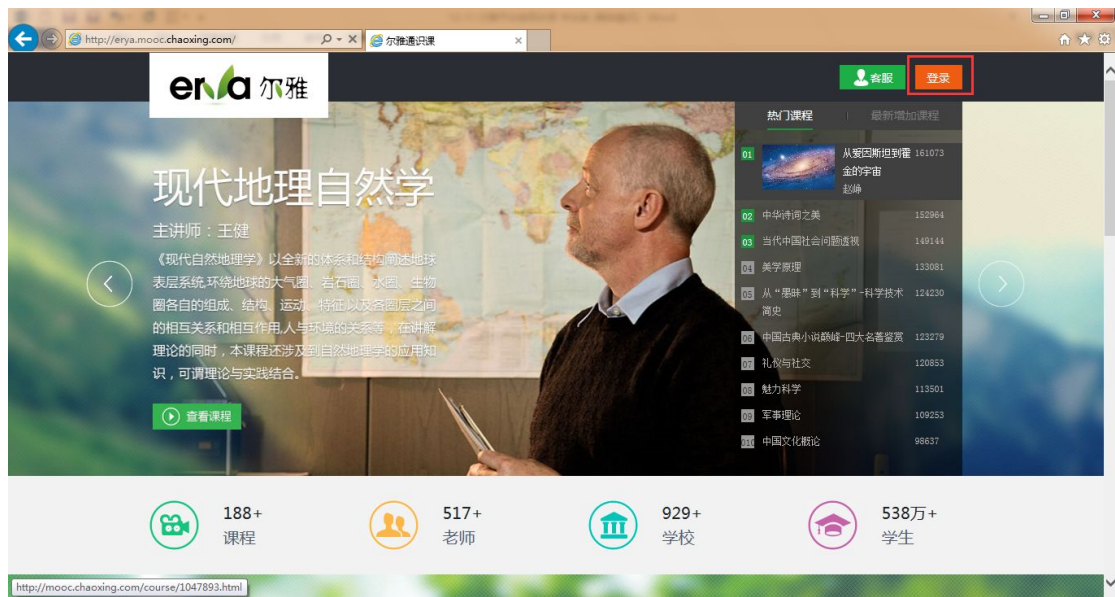 http://erya.mooc.chaoxing.com/
尔雅通识课
erya 尔雅
客服
登录
现代地理自然学
主讲师：王健
《现代自然地理学》以全新的体系和结构阐述地球
表层系统,环绕地球的大气圈、岩石圈、水圈、生物
圈各自的组成、结构、运动、特征以及各圈层之间
的相互关系和相互作用,人与环境的关系等，在讲解
理论的同时，本课程还涉及到自然地理学的应用知
识，可谓理论与实践结合。
查看课程
热门课程
最新增加课程
01 从爱因斯坦到霍 161073
金的宇宙
赵峥
02 中华诗词之美 152964
03 当代中国社会问题透视 149144
04 美学原理 133081
05 从“愚昧”到“科学”-科学技术 124230
简史
06 中国古典小说巅峰-四大名著鉴赏 123279
07 礼仪与社交 120853
08 魅力科学 113501
09 军事理论 109253
010 中国文化概论 98637
188+
课程
517+
老师
929+
学校
538万+
学生
http://mooc.chaoxing.com/course/1047893.html